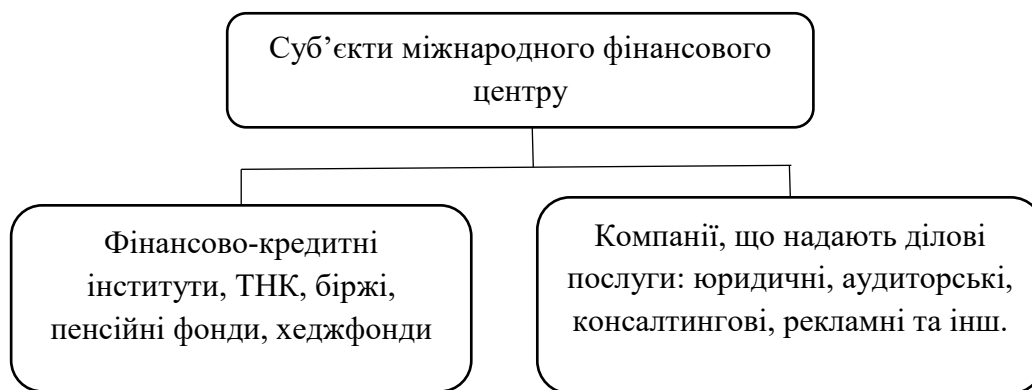 Суб’єкти міжнародного фінансового
центру
Фінансово-кредитні
інститути, ТНК, біржі,
пенсійні фонди, хеджфонди
Компанії, що надають ділові
послуги: юридичні, аудиторські,
консалтингові, рекламні та інш.